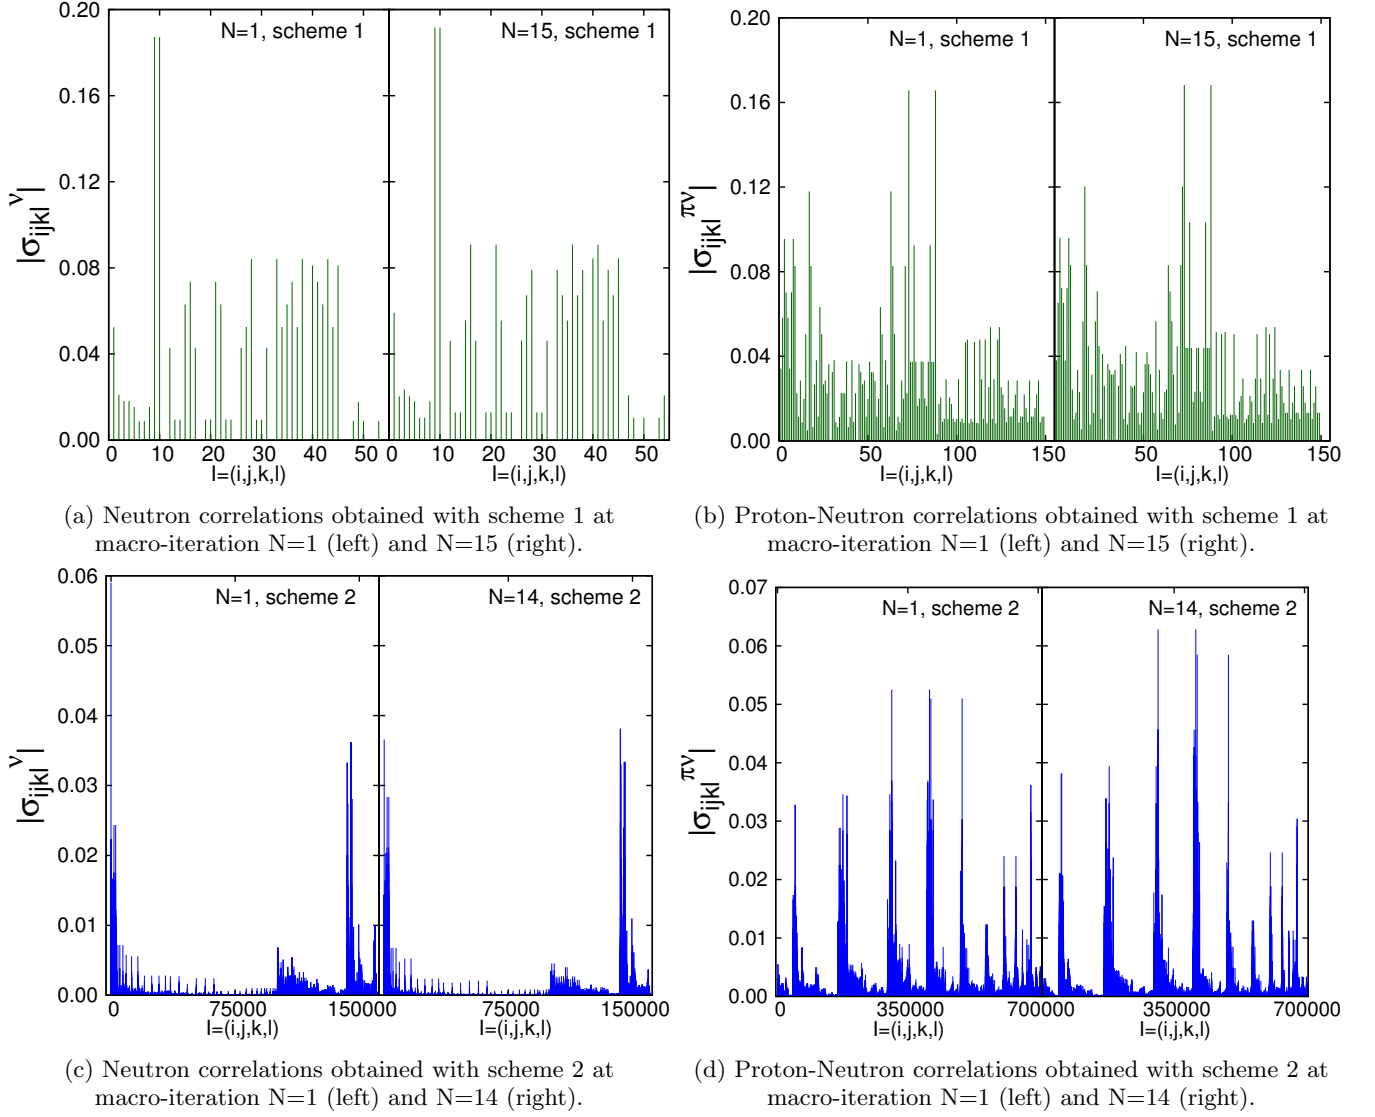 N=1, scheme 1
N=15, scheme 1
0.20
0.16
0.12
0.08
0.04
0.00
|σijkl^ν|
0 10 20 30 40 50 0 10 20 30 40 50
I=(i,j,k,l) I=(i,j,k,l)
(a) Neutron correlations obtained with scheme 1 at
macro-iteration N=1 (left) and N=15 (right).
N=1, scheme 1
N=15, scheme 1
0.20
0.16
0.12
0.08
0.04
0.00
|σijkl^πν|
0 50 100 150 50 100 150
I=(i,j,k,l) I=(i,j,k,l)
(b) Proton-Neutron correlations obtained with scheme 1 at
macro-iteration N=1 (left) and N=15 (right).
N=1, scheme 2
N=14, scheme 2
0.06
0.05
0.04
0.03
0.02
0.01
0.00
|σijkl^ν|
0 75000 150000 75000 150000
I=(i,j,k,l) I=(i,j,k,l)
(c) Neutron correlations obtained with scheme 2 at
macro-iteration N=1 (left) and N=14 (right).
N=1, scheme 2
N=14, scheme 2
0.07
0.06
0.05
0.04
0.03
0.02
0.01
0.00
|σijkl^πν|
0 350000 700000 350000 700000
I=(i,j,k,l) I=(i,j,k,l)
(d) Proton-Neutron correlations obtained with scheme 2 at
macro-iteration N=1 (left) and N=14 (right).